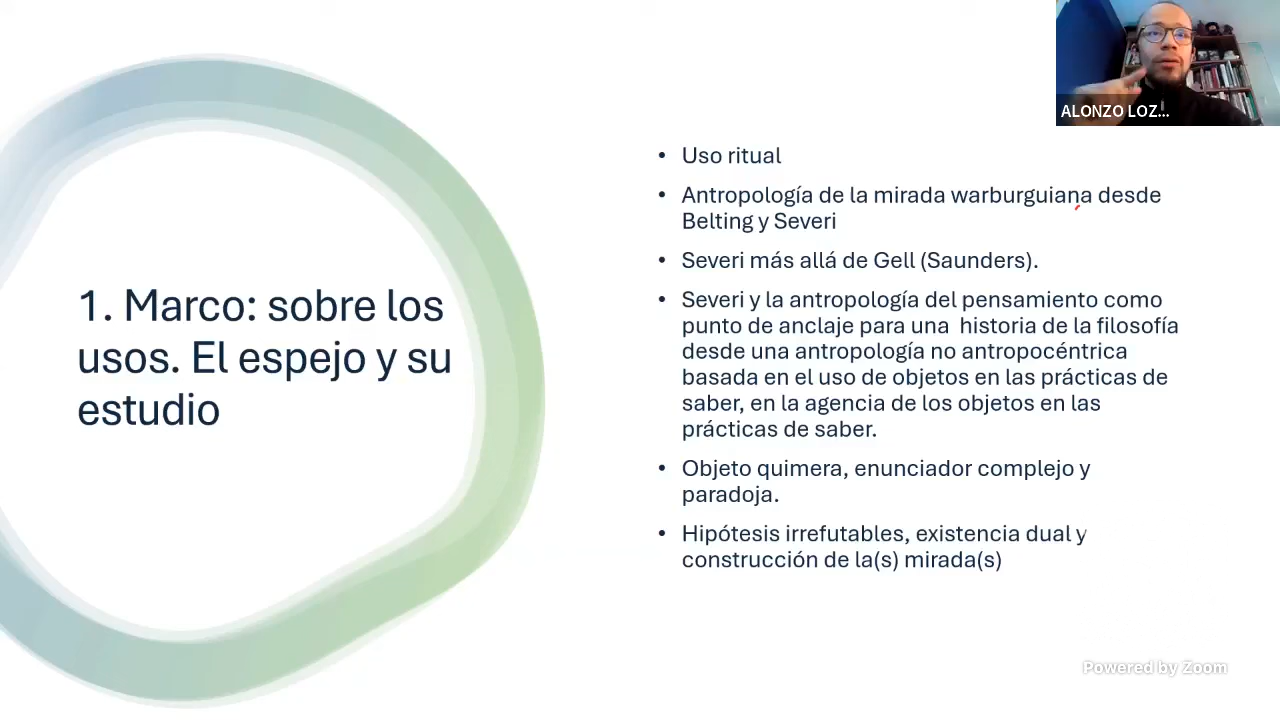 ALONZO LOZ...
1. Marco: sobre los
usos. El espejo y su
estudio
• Uso ritual
• Antropología de la mirada warburguiana desde
Belting y Severi
• Severi más allá de Gell (Saunders).
• Severi y la antropología del pensamiento como
punto de anclaje para una historia de la filosofía
desde una antropología no antropocéntrica
basada en el uso de objetos en las prácticas de
saber, en la agencia de los objetos en las
prácticas de saber.
• Objeto quimera, enunciador complejo y
paradoja.
• Hipótesis irrefutables, existencia dual y
construcción de la(s) mirada(s)
Powered by Zoom